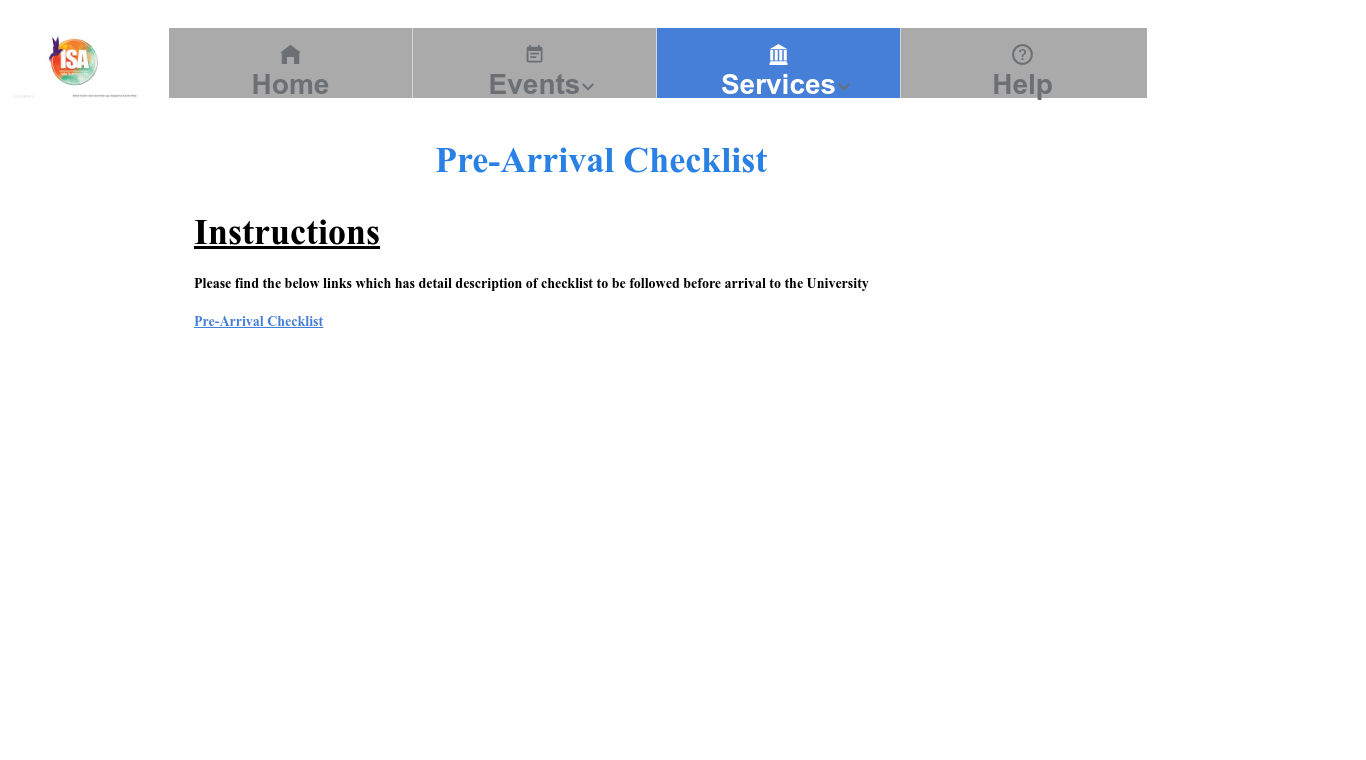 ISA
Home
Events
Services
Help
Pre-Arrival Checklist
Instructions
Please find the below links which has detail description of checklist to be followed before arrival to the University
Pre-Arrival Checklist